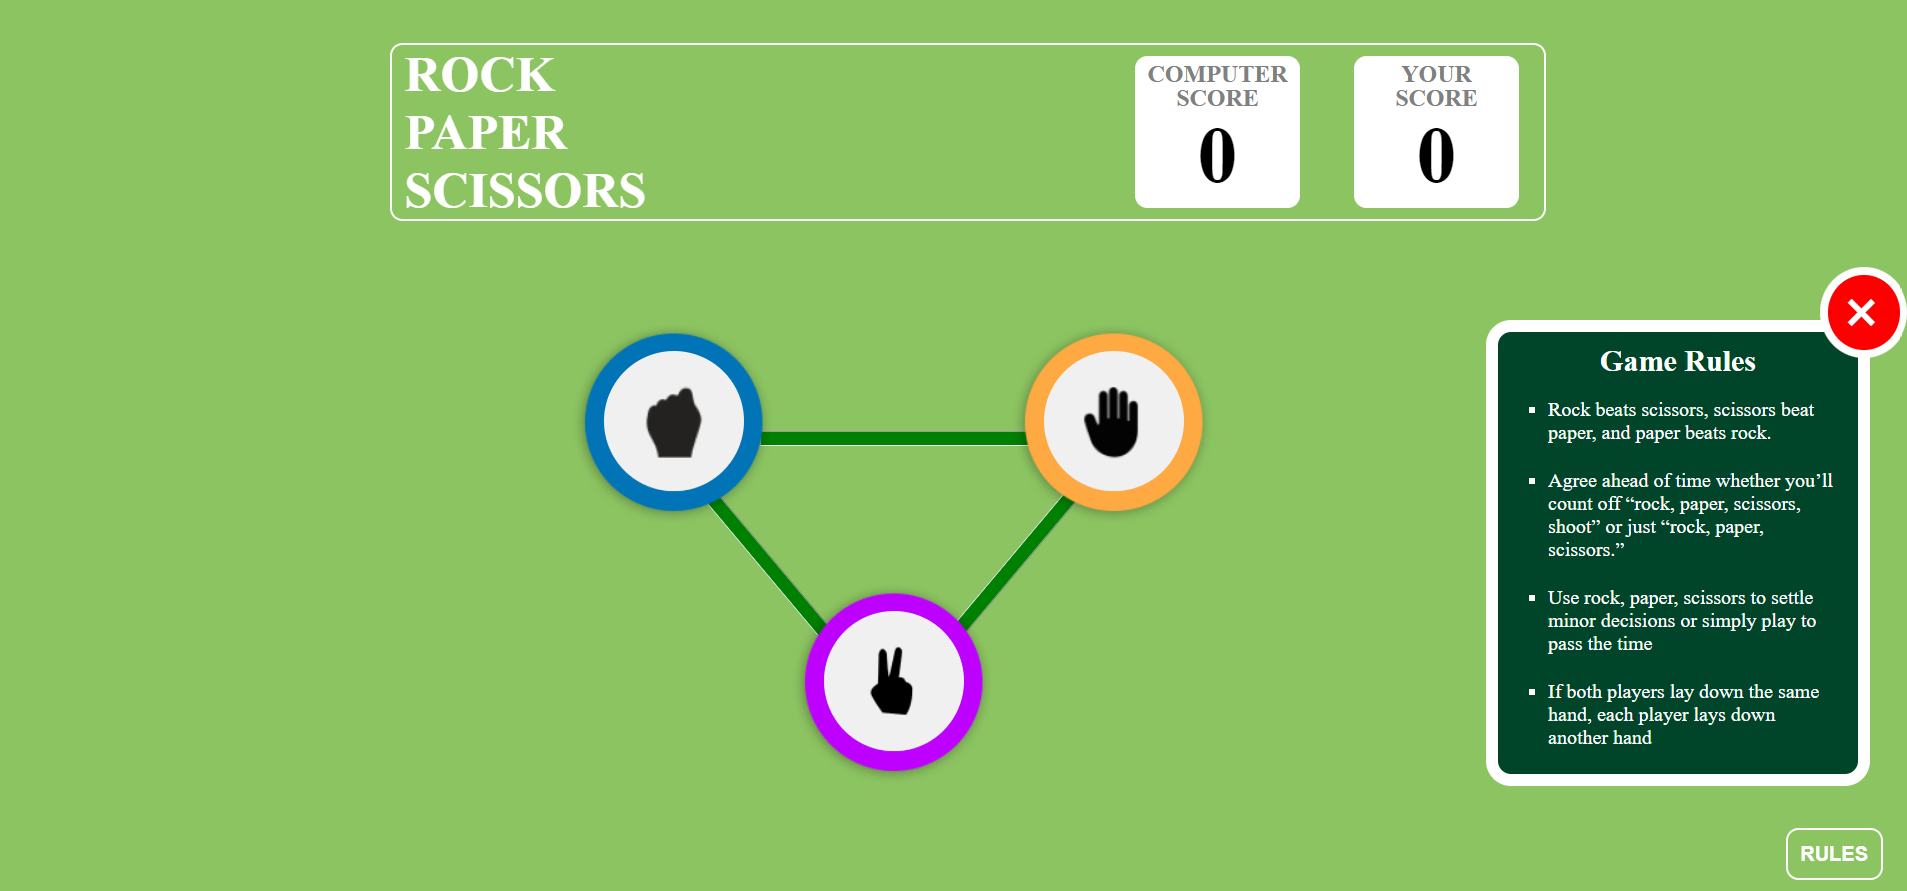 ROCK
PAPER
SCISSORS
COMPUTER
SCORE
0
YOUR
SCORE
0
Game Rules
Rock beats scissors, scissors beat
paper, and paper beats rock.
Agree ahead of time whether you’ll
count off “rock, paper, scissors,
shoot” or just “rock, paper,
scissors.”
Use rock, paper, scissors to settle
minor decisions or simply play to
pass the time
If both players lay down the same
hand, each player lays down
another hand
RULES